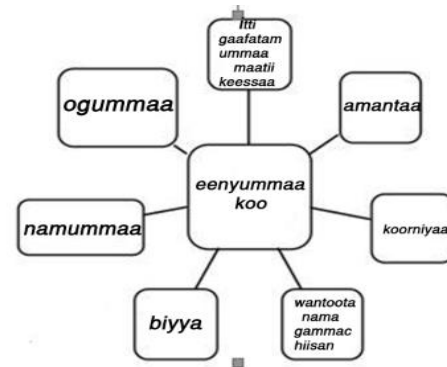 Itti
gaafatam
ummaa
maatii
keessaa
ogummaa
amantaa
eenyummaa
koo
namummaa
koorniyaa
biyya
wantoota
nama
gammac
hiisan